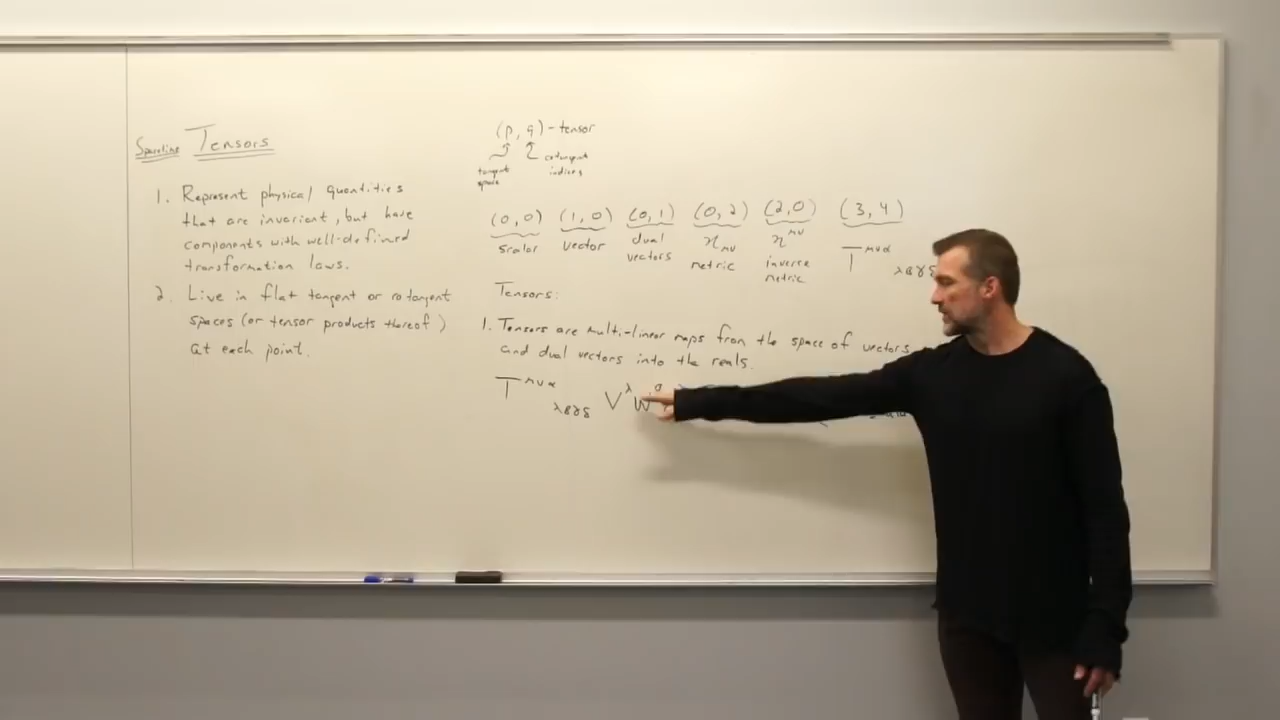 Spacetime Tensors
1. Represent physical quantities
that are invariant, but have
components with well-defined
transformation laws.
2. Live in flat tangent or cotangent
spaces (or tensor products thereof)
at each point.
(p, q) - tensor
tangent space
cotangent indices
(0, 0) (1, 0) (0, 1) (0, 2) (2, 0) (3, 4)
scalar vector dual vectors η_μν metric η^μν inverse metric T^μνα
Tensors:
1. Tensors are multi-linear maps from the space of vectors
and dual vectors into the reals.
T^μνα V^λ W